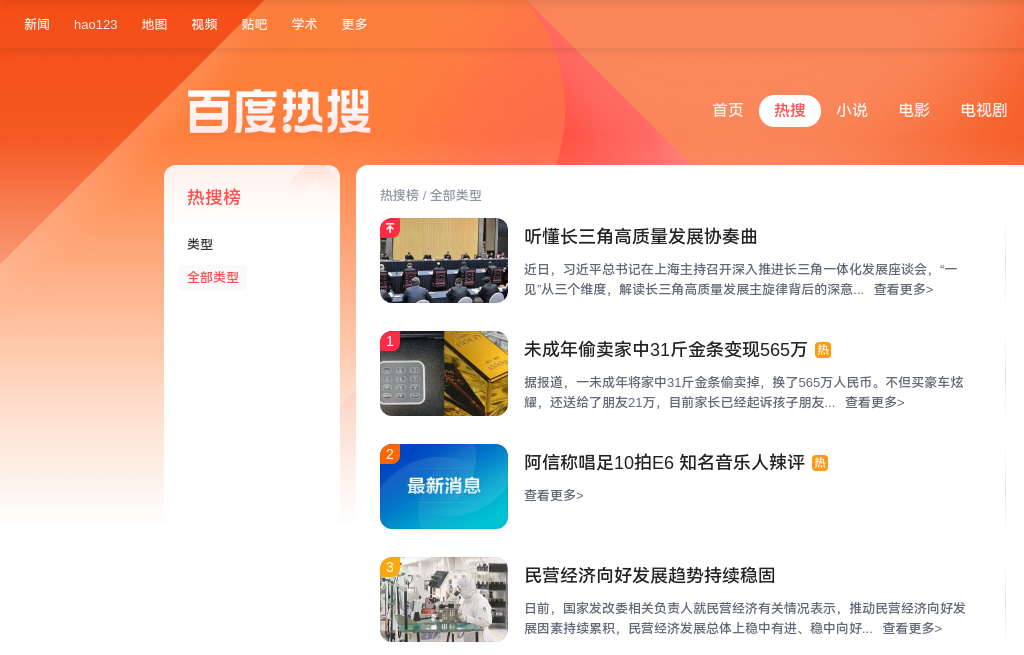 新闻 hao123 地图 视频 贴吧 学术 更多
百度热搜
首页 热搜 小说 电影 电视剧
热搜榜
类型
全部类型
热搜榜 / 全部类型
听懂长三角高质量发展协奏曲
近日，习近平总书记在上海主持召开深入推进长三角一体化发展座谈会，“一
见”从三个维度，解读长三角高质量发展主旋律背后的深意... 查看更多>
1
未成年偷卖家中31斤金条变现565万 热
据报道，一未成年将家中31斤金条偷卖掉，换了565万人民币。不但买豪车炫
耀，还送给了朋友21万，目前家长已经起诉孩子朋友... 查看更多>
2
最新消息
阿信称唱足10拍E6 知名音乐人辣评 热
查看更多>
3
民营经济向好发展趋势持续稳固
日前，国家发改委相关负责人就民营经济有关情况表示，推动民营经济向好发
展因素持续累积，民营经济发展总体上稳中有进、稳中向好... 查看更多>